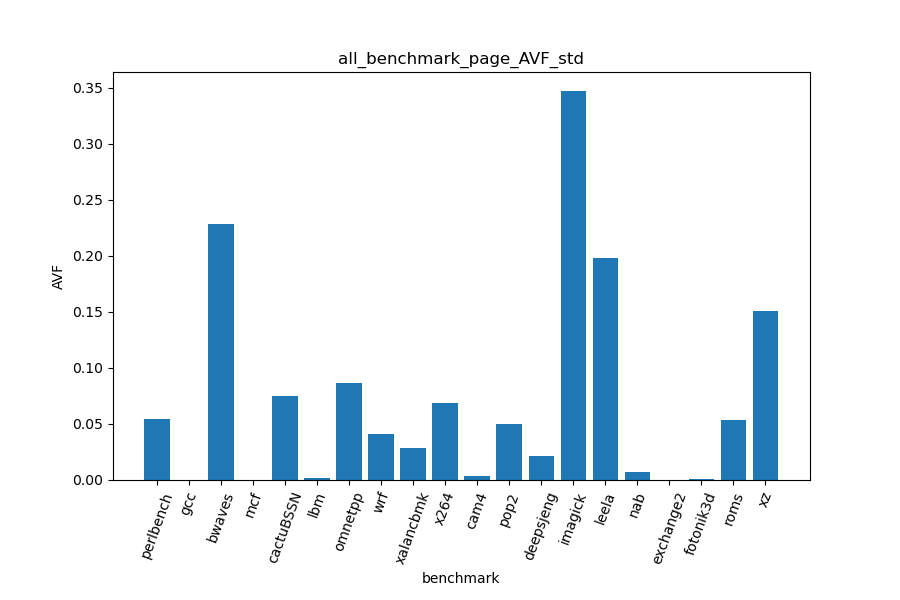 all_benchmark_page_AVF_std
AVF
0.35
0.30
0.25
0.20
0.15
0.10
0.05
0.00
perlbench
gcc
bwaves
mcf
cactuBSSN
lbm
omnetpp
wrf
xalancbmk
x264
cam4
pop2
deepsjeng
imagick
leela
nab
exchange2
fotonik3d
roms
xz
benchmark